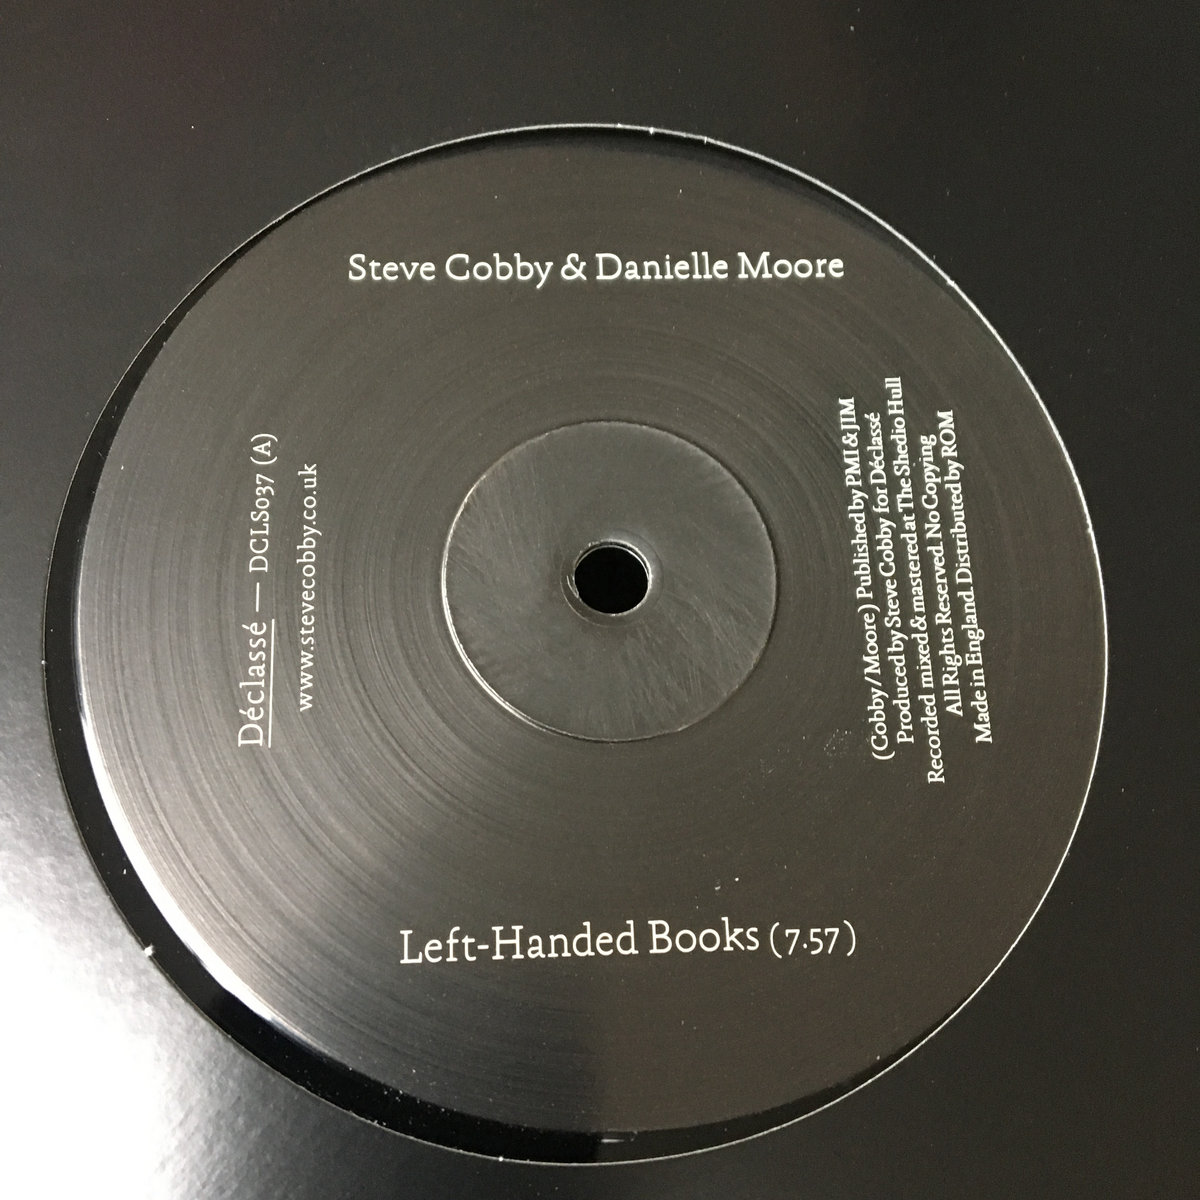 Steve Cobby & Danielle Moore
Déclassé — DCLS037 (A)
www.stevecobby.co.uk
(Cobby / Moore) Published by PMI & JIM
Produced by Steve Cobby for Déclassé
Recorded mixed & mastered at The Shedio Hull
All Rights Reserved. No Copying
Made in England. Distributed by ROM
Left-Handed Books (7.57)